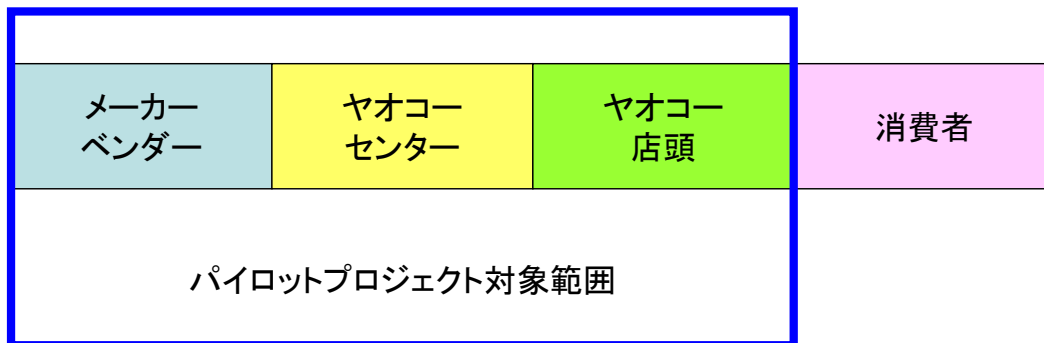 メーカー
ベンダー
ヤオコー
センター
ヤオコー
店頭
消費者
パイロットプロジェクト対象範囲